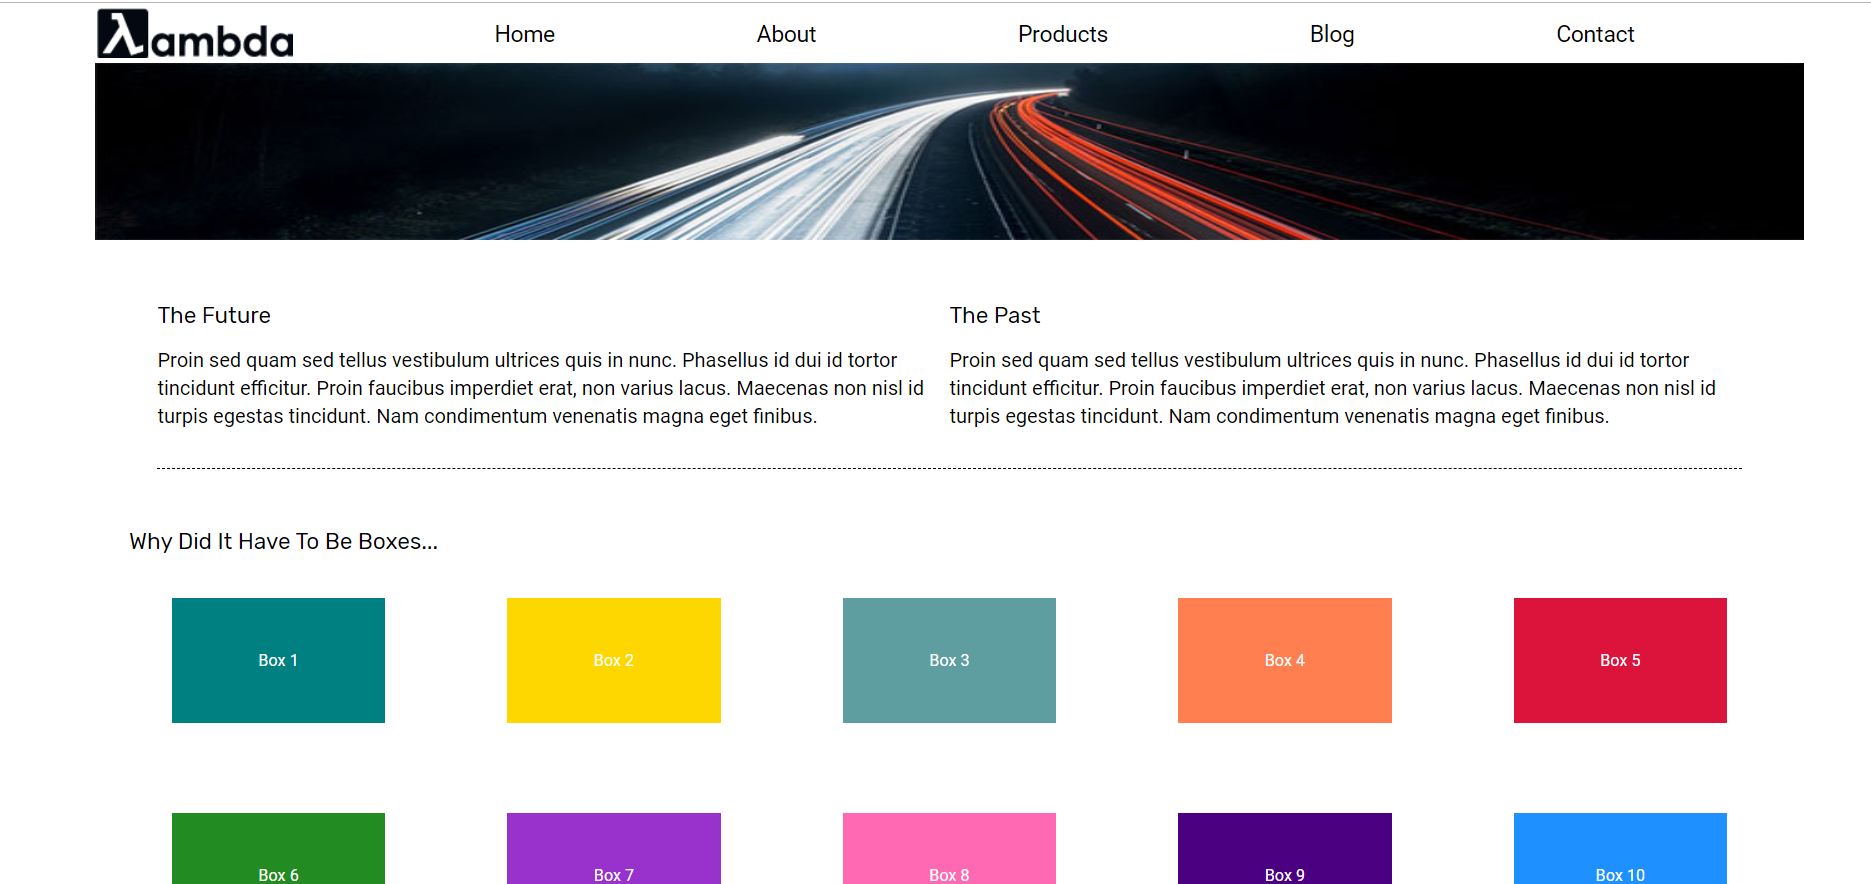 λambda
Home About Products Blog Contact
The Future
Proin sed quam sed tellus vestibulum ultrices quis in nunc. Phasellus id dui id tortor
tincidunt efficitur. Proin faucibus imperdiet erat, non varius lacus. Maecenas non nisl id
turpis egestas tincidunt. Nam condimentum venenatis magna eget finibus.
The Past
Proin sed quam sed tellus vestibulum ultrices quis in nunc. Phasellus id dui id tortor
tincidunt efficitur. Proin faucibus imperdiet erat, non varius lacus. Maecenas non nisl id
turpis egestas tincidunt. Nam condimentum venenatis magna eget finibus.
Why Did It Have To Be Boxes...
Box 1
Box 2
Box 3
Box 4
Box 5
Box 6
Box 7
Box 8
Box 9
Box 10